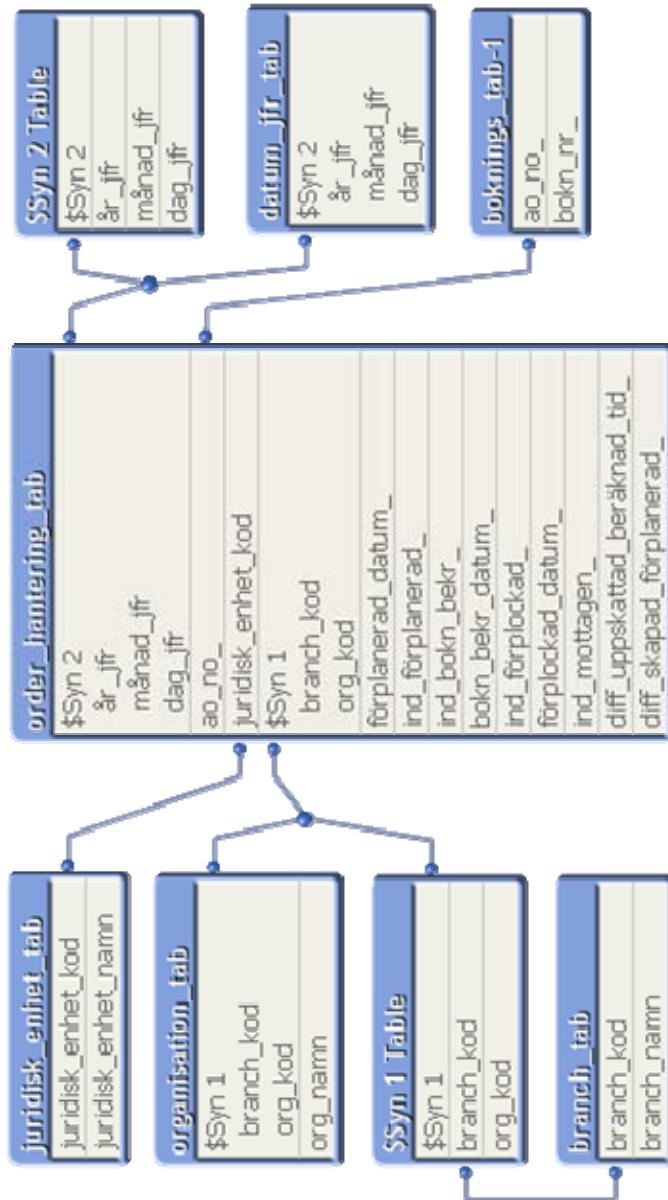 juridisk_enhet_tab
juridisk_enhet_kod
juridisk_enhet_namn
organisation_tab
$Syn 1
branch_kod
org_kod
org_namn
$Syn 1 Table
$Syn 1
branch_kod
org_kod
branch_tab
branch_kod
branch_namn
order_hantering_tab
$Syn 2
år_jfr
månad_jfr
dag_jfr
ao_no_
juridisk_enhet_kod
$Syn 1
branch_kod
org_kod
förplanerad_datum_
ind_förplanerad_
ind_bokn_bekr_
bokn_bekr_datum_
ind_förplockad_
förplockad_datum_
ind_mottagen_
diff_uppskattad_beräknad_tid_
diff_skapad_förplanerad_
$Syn 2 Table
$Syn 2
år_jfr
månad_jfr
dag_jfr
datum_jfr_tab
$Syn 2
år_jfr
månad_jfr
dag_jfr
boknings_tab-1
ao_no_
bokn_nr_